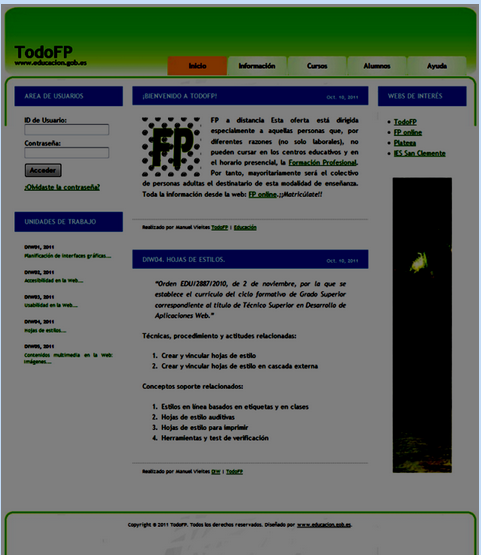 TodoFP
www.educacion.gob.es
Inicio Información Cursos Alumnos Ayuda
AREA DE USUARIOS
ID de Usuario:
Contraseña:
Acceder
¿Olvidaste la contraseña?
UNIDADES DE TRABAJO
DIW01, 2011
Planificación de interfaces gráficas...
DIW02, 2011
Accesibilidad en la Web...
DIW03, 2011
Usabilidad en la Web...
DIW04, 2011
Hojas de estilos...
DIW05, 2011
Contenidos multimedia en la Web:
imágenes...
¡BIENVENIDO A TODOFP! Oct. 10, 2011
FP
FP a distancia Esta oferta está dirigida
especialmente a aquellas personas que, por
diferentes razones (no solo laborales), no
pueden cursar en los centros educativos y en
el horario presencial, la Formación Profesional.
Por tanto, mayoritariamente será el colectivo
de personas adultas el destinatario de esta modalidad de enseñanza.
Toda la información desde la web: FP online.¡¡Matricúlate!!
Realizado por Manuel Vieites TodoFP | Educación
DIW04. HOJAS DE ESTILOS. Oct. 10, 2011
"Orden EDU/2887/2010, de 2 de noviembre, por la que se
establece el currículo del ciclo formativo de Grado Superior
correspondiente al título de Técnico Superior en Desarrollo de
Aplicaciones Web."
Técnicas, procedimiento y actitudes relacionadas:
1. Crear y vincular hojas de estilo
2. Crear y vincular hojas de estilo en cascada externa
Conceptos soporte relacionados:
1. Estilos en línea basados en etiquetas y en clases
2. Hojas de estilo auditivas
3. Hojas de estilo para imprimir
4. Herramientas y test de verificación
Realizado por Manuel Vieites DIW | TodoFP
WEBS DE INTERÉS
TodoFP
FP online
Platega
IES San Clemente
Copyright © 2011 TodoFP. Todos los derechos reservados. Diseñado por www.educacion.gob.es.